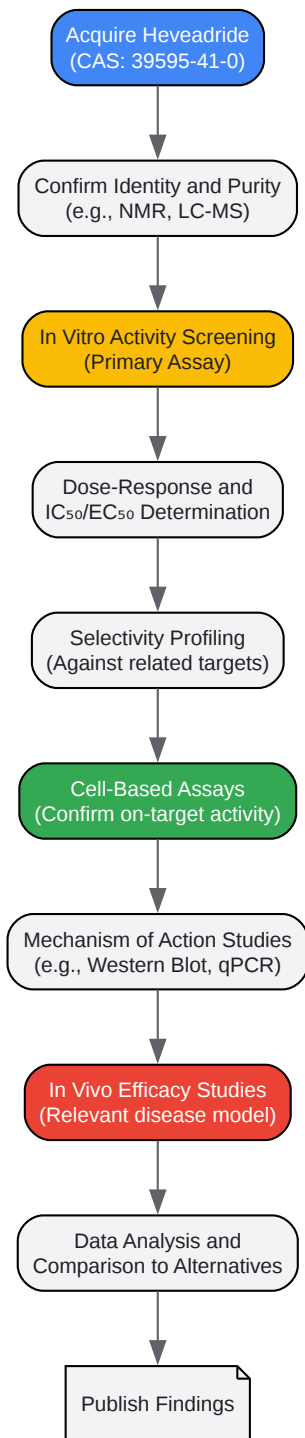 Acquire Heveadride
(CAS: 39595-41-0)
Confirm Identity and Purity
(e.g., NMR, LC-MS)
In Vitro Activity Screening
(Primary Assay)
Dose-Response and
IC₅₀/EC₅₀ Determination
Selectivity Profiling
(Against related targets)
Cell-Based Assays
(Confirm on-target activity)
Mechanism of Action Studies
(e.g., Western Blot, qPCR)
In Vivo Efficacy Studies
(Relevant disease model)
Data Analysis and
Comparison to Alternatives
Publish Findings